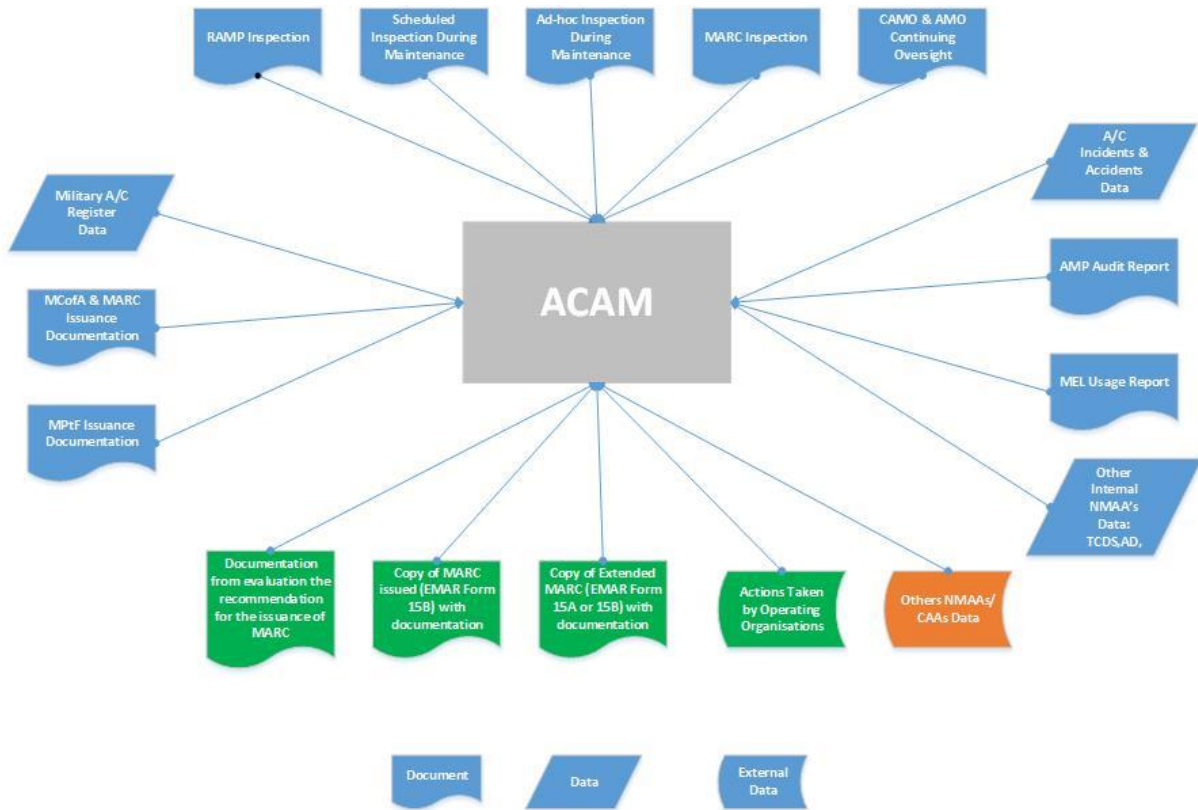 RAMP Inspection
Scheduled
Inspection During
Maintenance
Ad-hoc Inspection
During
Maintenance
MARC Inspection
CAMO & AMO
Continuing
Oversight
A/C
Incidents &
Accidents
Data
Military A/C
Register
Data
AMP Audit Report
MCofA & MARC
Issuance
Documentation
ACAM
MEL Usage Report
MPtF Issuance
Documentation
Other
Internal
NMAA's
Data:
TCDS,AD,
Documentation
from evaluation the
recommendation
for the issuance of
MARC
Copy of MARC
issued (EMAR Form
15B) with
documentation
Copy of Extended
MARC (EMAR Form
15A or 15B) with
documentation
Actions Taken
by Operating
Organisations
Others NMAAs/
CAAs Data
Document
Data
External
Data